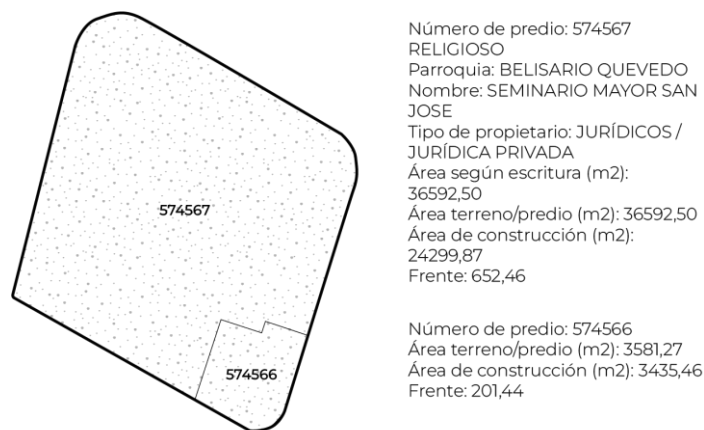 574567
574566
Número de predio: 574567
RELIGIOSO
Parroquia: BELISARIO QUEVEDO
Nombre: SEMINARIO MAYOR SAN
JOSE
Tipo de propietario: JURÍDICOS /
JURÍDICA PRIVADA
Área según escritura (m2):
36592,50
Área terreno/predio (m2): 36592,50
Área de construcción (m2):
24299,87
Frente: 652,46
Número de predio: 574566
Área terreno/predio (m2): 3581,27
Área de construcción (m2): 3435,46
Frente: 201,44